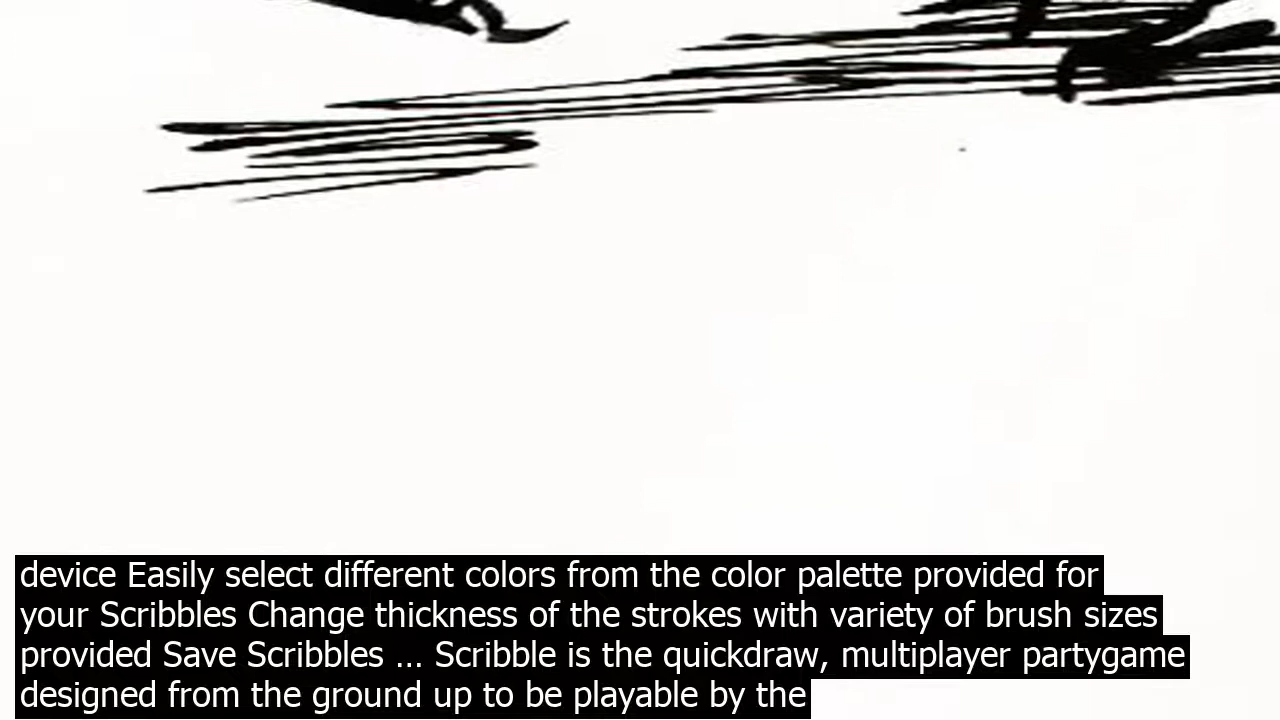 device Easily select different colors from the color palette provided for
your Scribbles Change thickness of the strokes with variety of brush sizes
provided Save Scribbles ... Scribble is the quickdraw, multiplayer partygame
designed from the ground up to be playable by the